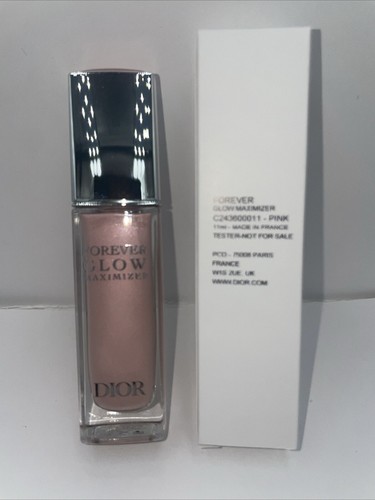 FOREVER
GLOW
MAXIMIZER
DIOR
FOREVER
GLOW MAXIMIZER
C243600011 - PINK
11ml - MADE IN FRANCE
TESTER-NOT FOR SALE
PCD - 75008 PARIS
FRANCE
W1S 2UE, UK
WWW.DIOR.COM